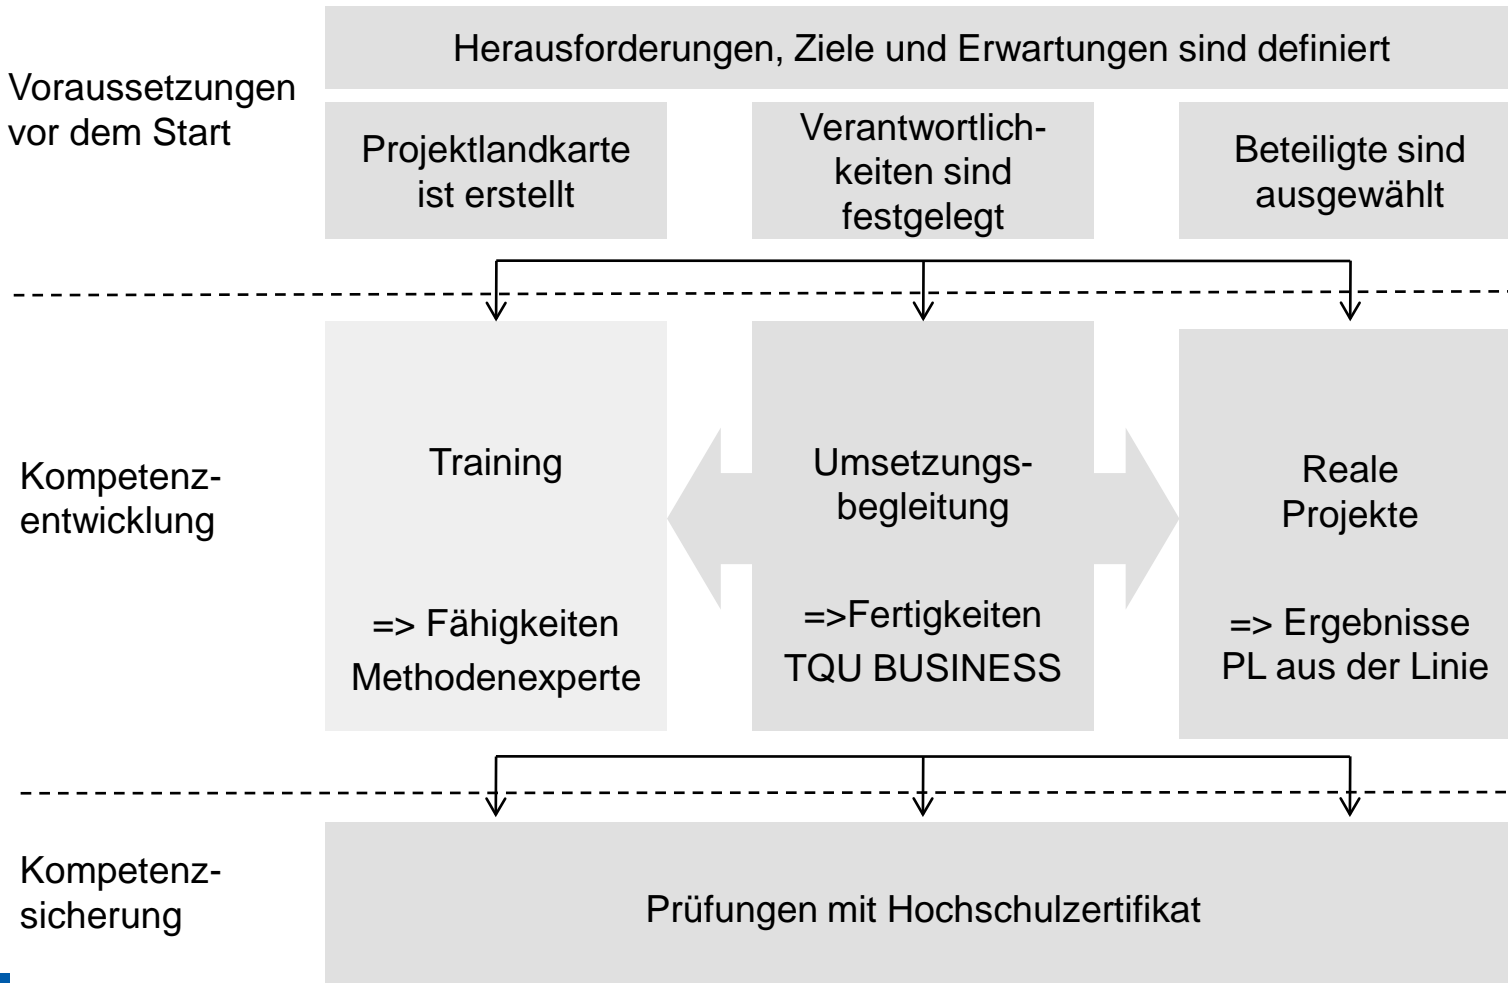 Herausforderungen, Ziele und Erwartungen sind definiert
Voraussetzungen
vor dem Start
Projektlandkarte
ist erstellt
Verantwortlich-
keiten sind
festgelegt
Beteiligte sind
ausgewählt
Kompetenz-
entwicklung
Training
=> Fähigkeiten
Methodenexperte
Umsetzungs-
begleitung
=>Fertigkeiten
TQU BUSINESS
Reale
Projekte
=> Ergebnisse
PL aus der Linie
Kompetenz-
sicherung
Prüfungen mit Hochschulzertifikat